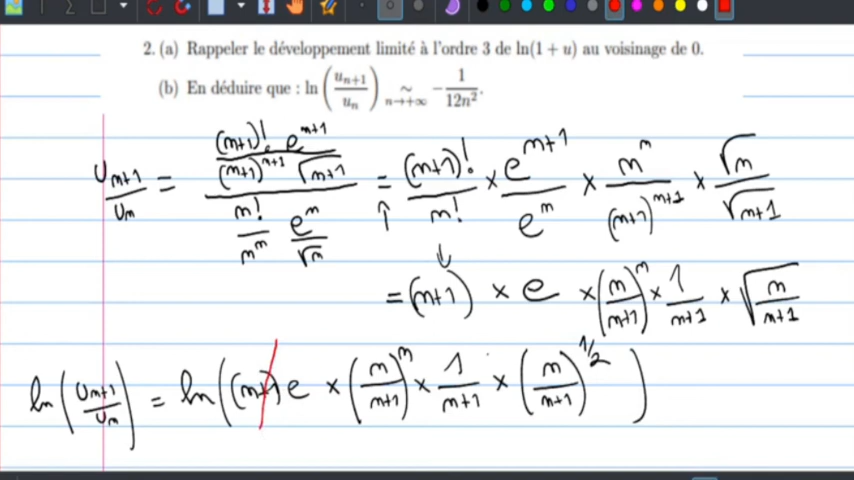 2. (a) Rappeler le développement limité à l'ordre 3 de ln(1 + u) au voisinage de 0.
(b) En déduire que : ln(u_{n+1}/u_n) ∼_{n→+∞} −1/(12n²).
U_{n+1}/U_n = ((n+1)! e^{n+1} / ((n+1)^{n+1} √(n+1))) / (n!/n^n e^n/√n) = (n+1)!/n! × e^{n+1}/e^n × n^n/(n+1)^{n+1} × √n/√(n+1)
↑ ↓
= (n+1) × e × (n/(n+1))^n × 1/(n+1) × √(n/(n+1))
ln(U_{n+1}/U_n) = ln((n+1) e × (n/(n+1))^n × 1/(n+1) × (n/(n+1))^{1/2})